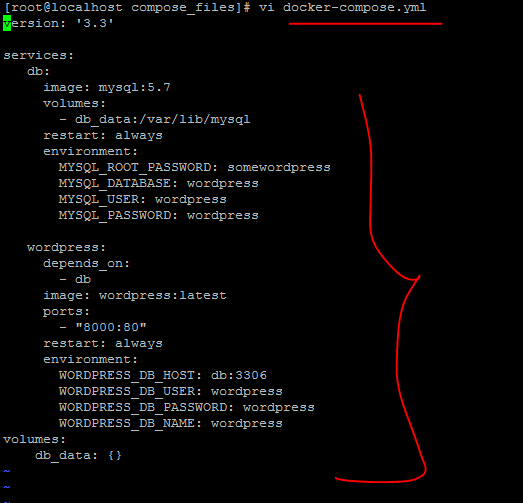 [root@localhost compose_files]# vi docker-compose.yml
version: '3.3'

services:
   db:
     image: mysql:5.7
     volumes:
       - db_data:/var/lib/mysql
     restart: always
     environment:
       MYSQL_ROOT_PASSWORD: somewordpress
       MYSQL_DATABASE: wordpress
       MYSQL_USER: wordpress
       MYSQL_PASSWORD: wordpress

   wordpress:
     depends_on:
       - db
     image: wordpress:latest
     ports:
       - "8000:80"
     restart: always
     environment:
       WORDPRESS_DB_HOST: db:3306
       WORDPRESS_DB_USER: wordpress
       WORDPRESS_DB_PASSWORD: wordpress
       WORDPRESS_DB_NAME: wordpress
volumes:
    db_data: {}
~
~
~